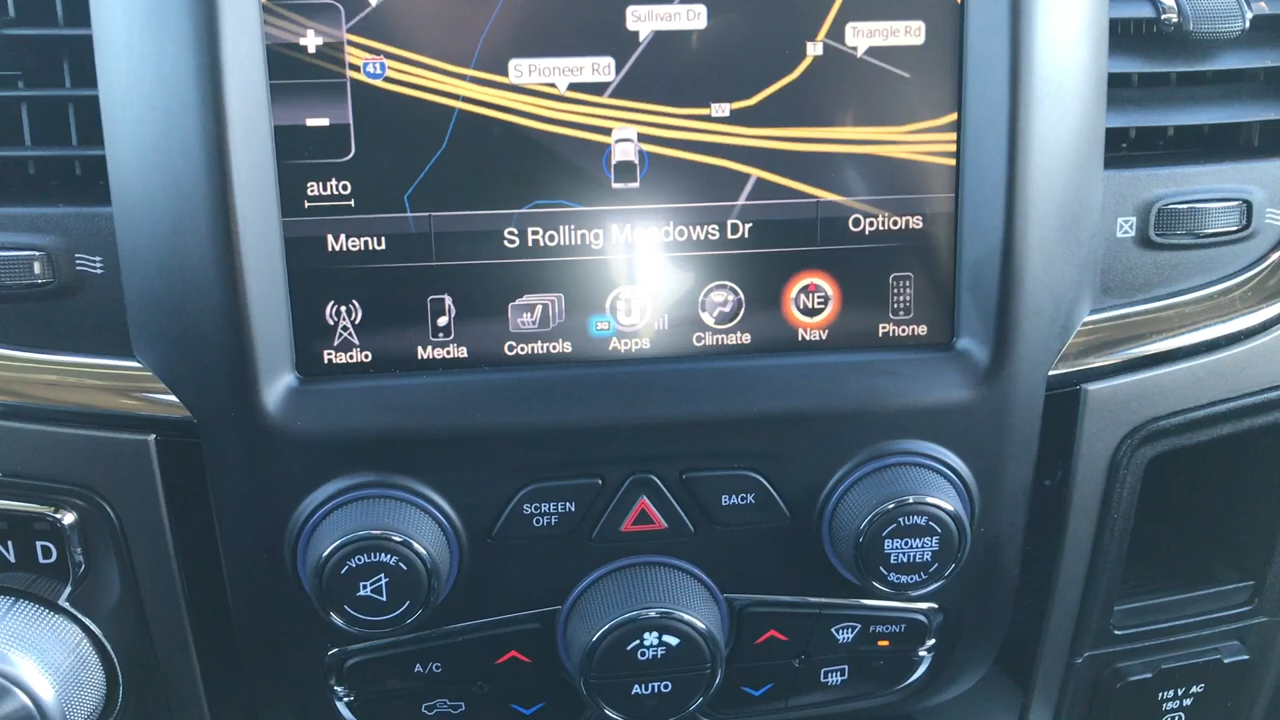 Sullivan Dr
Triangle Rd
S Pioneer Rd
41
T
W
auto
Menu
S Rolling Meadows Dr
Options
Radio
Media
Controls
3G
Apps
Climate
NE
Nav
Phone
SCREEN
OFF
BACK
VOLUME
TUNE
BROWSE
ENTER
SCROLL
N D
A/C
OFF
AUTO
FRONT
115 V AC
150 W